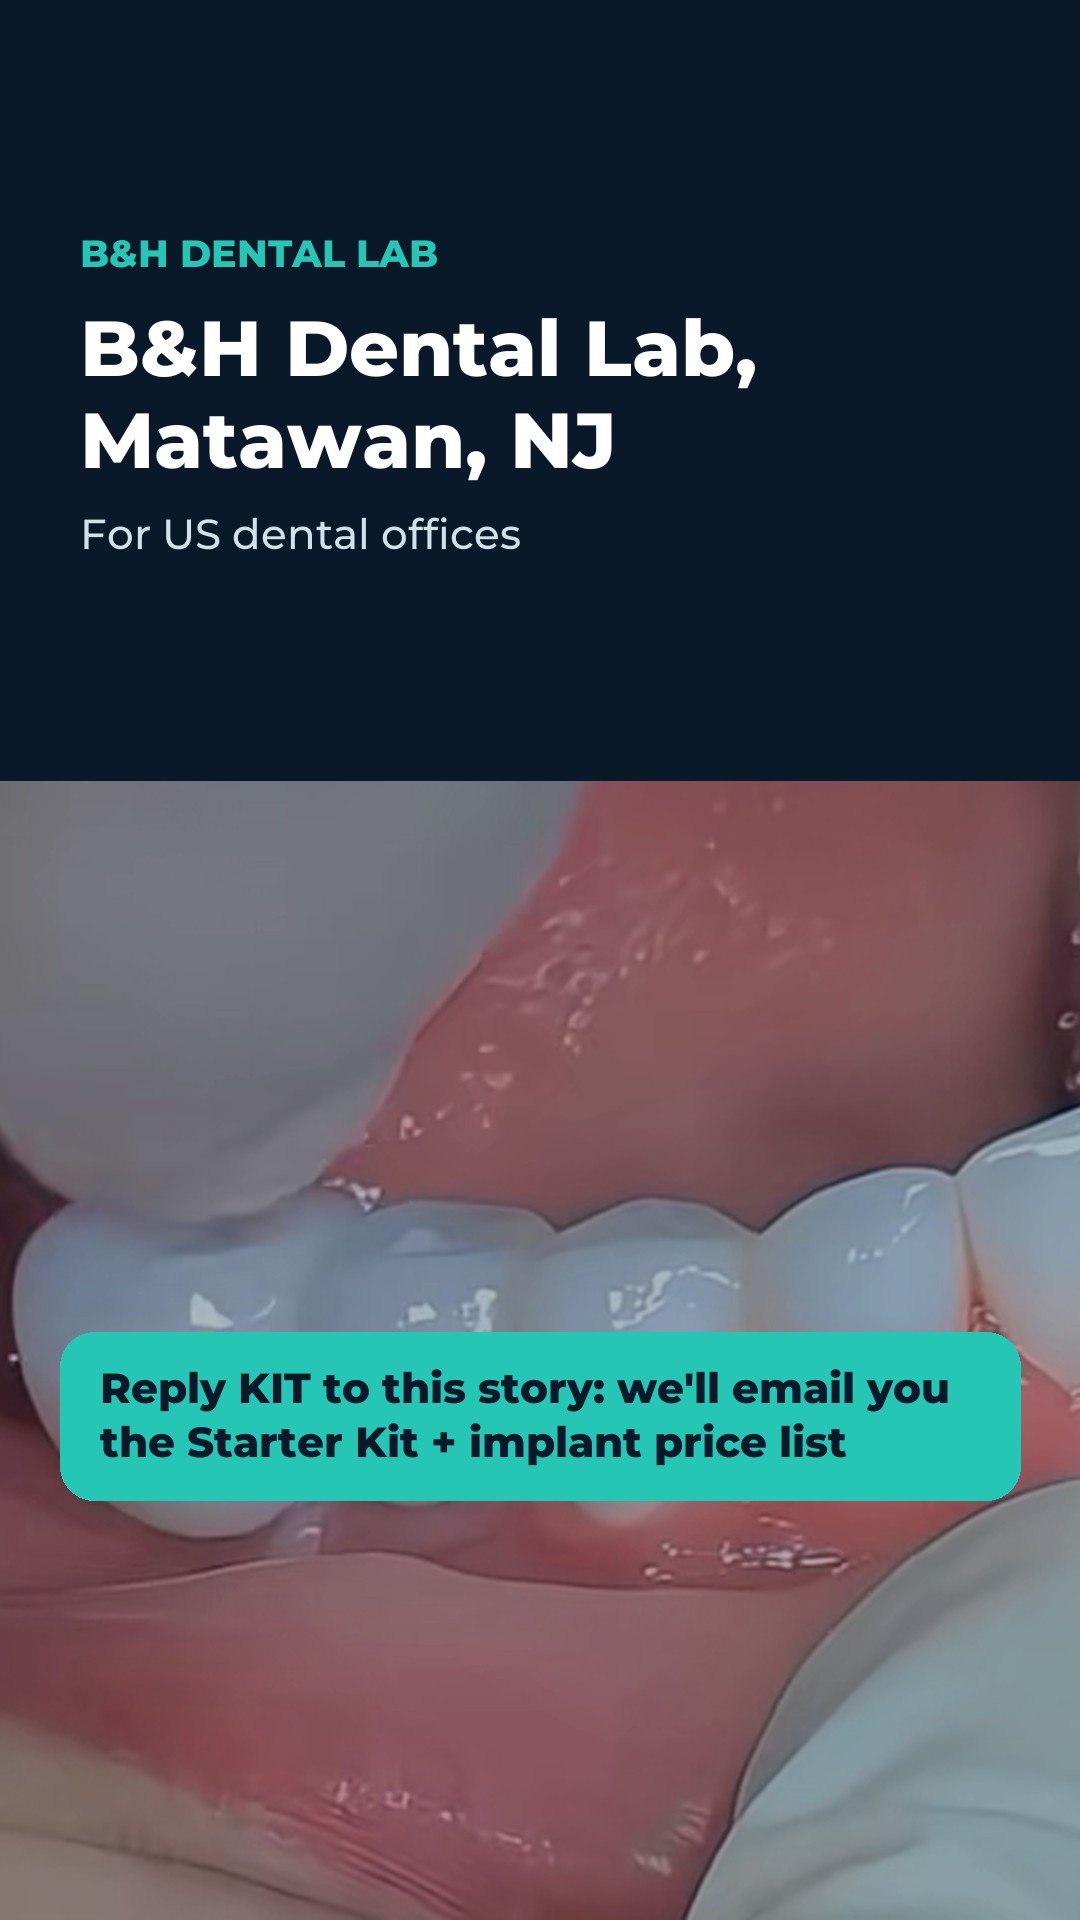 B&H DENTAL LAB
B&H Dental Lab,
Matawan, NJ
For US dental offices
Reply KIT to this story: we'll email you
the Starter Kit + implant price list